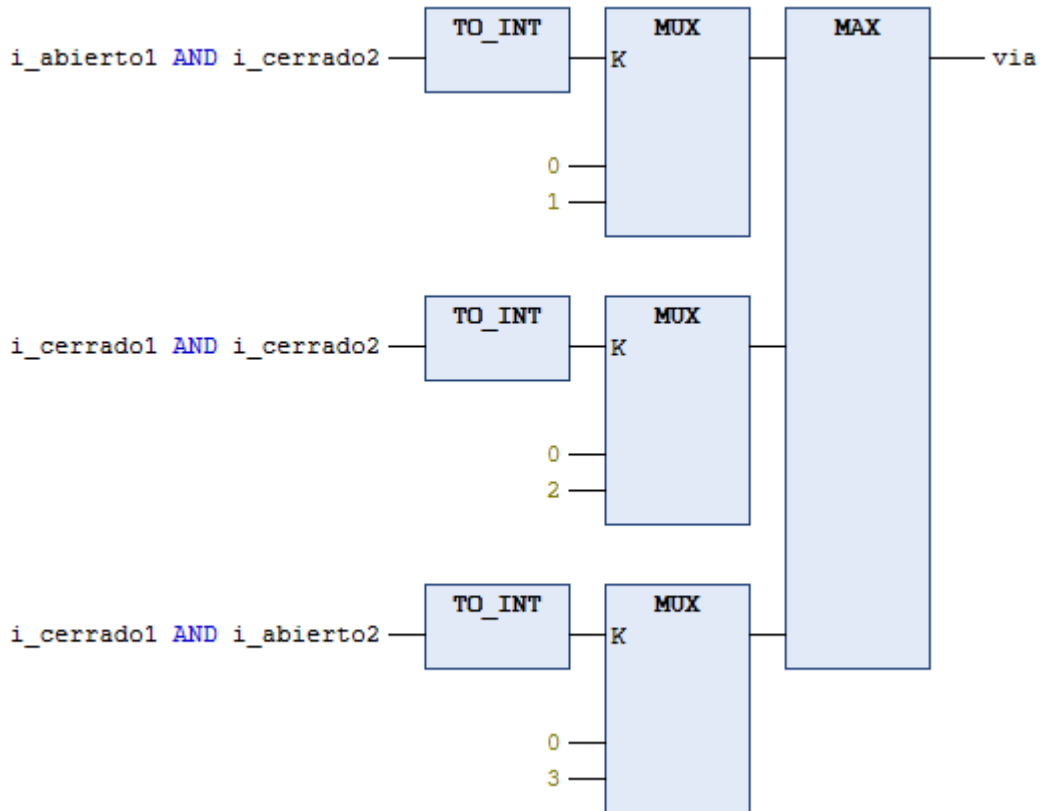 TO_INT MUX MAX
i_abierto1 AND i_cerrado2 K via
0
1
TO_INT MUX
i_cerrado1 AND i_cerrado2 K
0
2
TO_INT MUX
i_cerrado1 AND i_abierto2 K
0
3